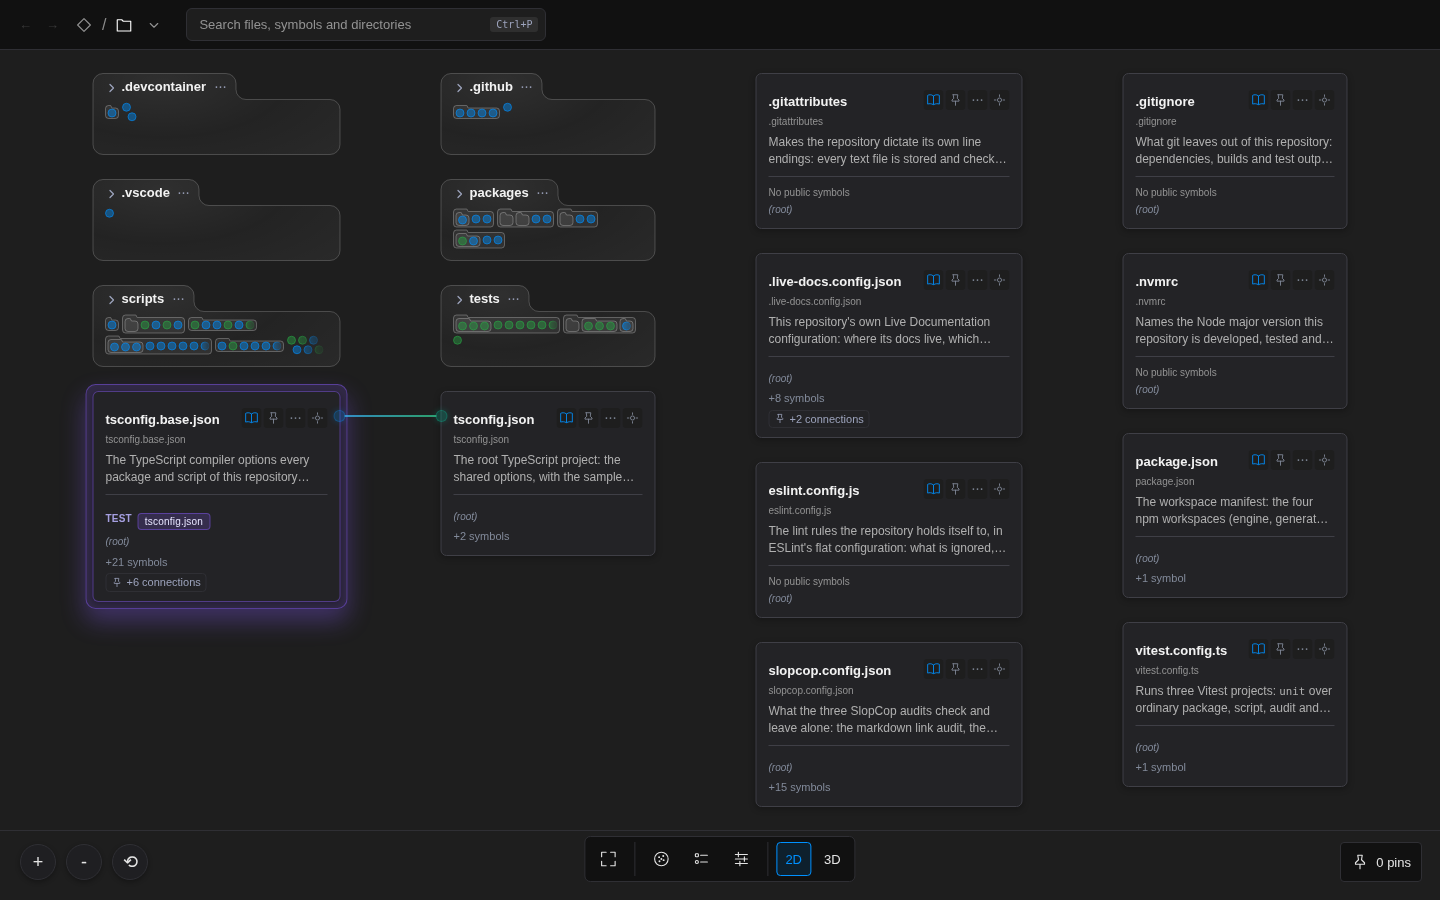 /
Search files, symbols and directories
Ctrl+P
.devcontainer
.github
.vscode
packages
scripts
tests
tsconfig.base.json
tsconfig.base.json
The TypeScript compiler options every
package and script of this repository…
TEST tsconfig.json
(root)
+21 symbols
+6 connections
tsconfig.json
tsconfig.json
The root TypeScript project: the
shared options, with the sample…
(root)
+2 symbols
.gitattributes
.gitattributes
Makes the repository dictate its own line
endings: every text file is stored and check…
No public symbols
(root)
.live-docs.config.json
.live-docs.config.json
This repository's own Live Documentation
configuration: where its docs live, which…
(root)
+8 symbols
+2 connections
eslint.config.js
eslint.config.js
The lint rules the repository holds itself to, in
ESLint's flat configuration: what is ignored,…
No public symbols
(root)
slopcop.config.json
slopcop.config.json
What the three SlopCop audits check and
leave alone: the markdown link audit, the…
(root)
+15 symbols
.gitignore
.gitignore
What git leaves out of this repository:
dependencies, builds and test outp…
No public symbols
(root)
.nvmrc
.nvmrc
Names the Node major version this
repository is developed, tested and…
No public symbols
(root)
package.json
package.json
The workspace manifest: the four
npm workspaces (engine, generat…
(root)
+1 symbol
vitest.config.ts
vitest.config.ts
Runs three Vitest projects: unit over
ordinary package, script, audit and…
(root)
+1 symbol
+
-
2D
3D
0 pins